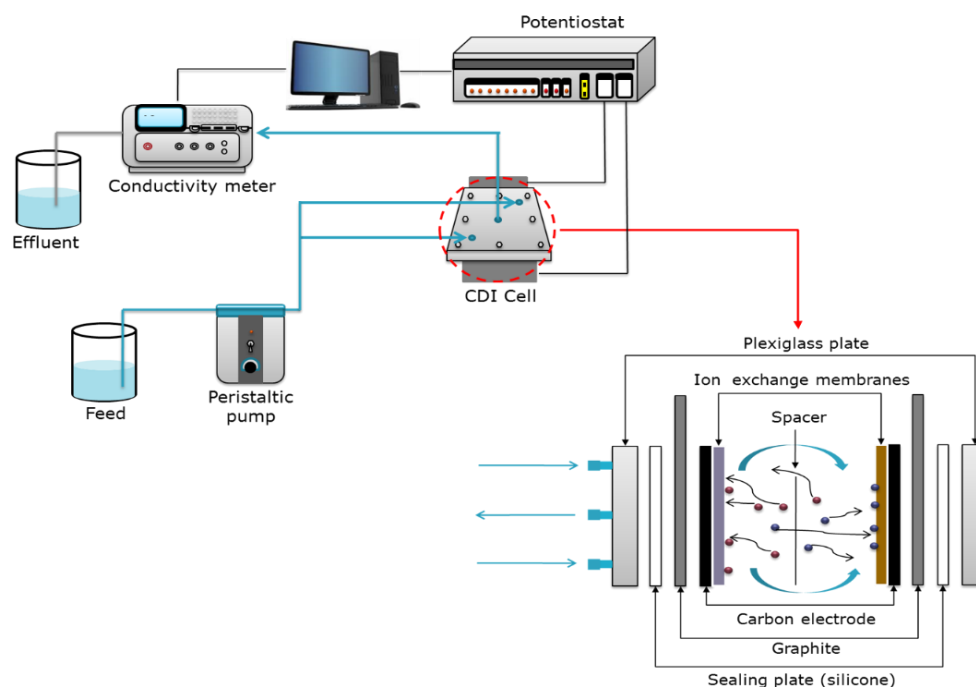 Potentiostat
Conductivity meter
Effluent
CDI Cell
Feed
Peristaltic
pump
Plexiglass plate
Ion exchange membranes
Spacer
Carbon electrode
Graphite
Sealing plate (silicone)